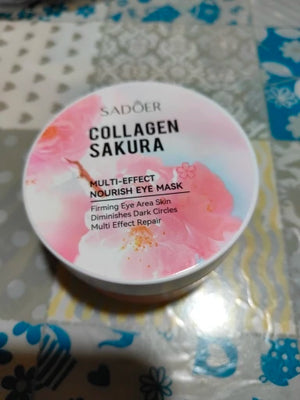 SADOER
COLLAGEN
SAKURA
MULTI-EFFECT
NOURISH EYE MASK
Firming Eye Area Skin
Diminishes Dark Circles
Multi Effect Repair